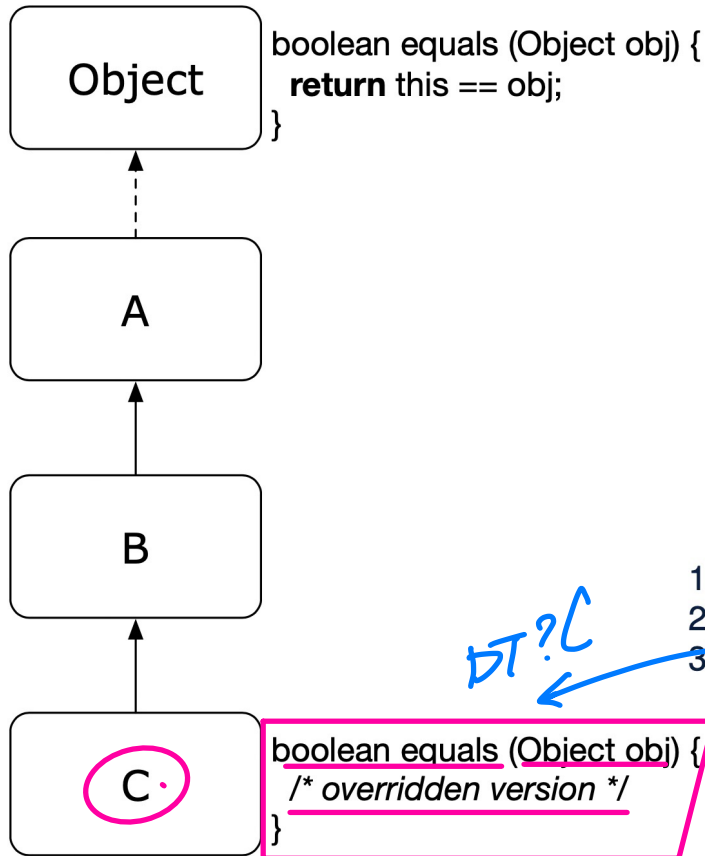 Object
boolean equals (Object obj) {
return this == obj;
}
A
B
1
2
3
DT?C
C
boolean equals (Object obj) {
/* overridden version */
}